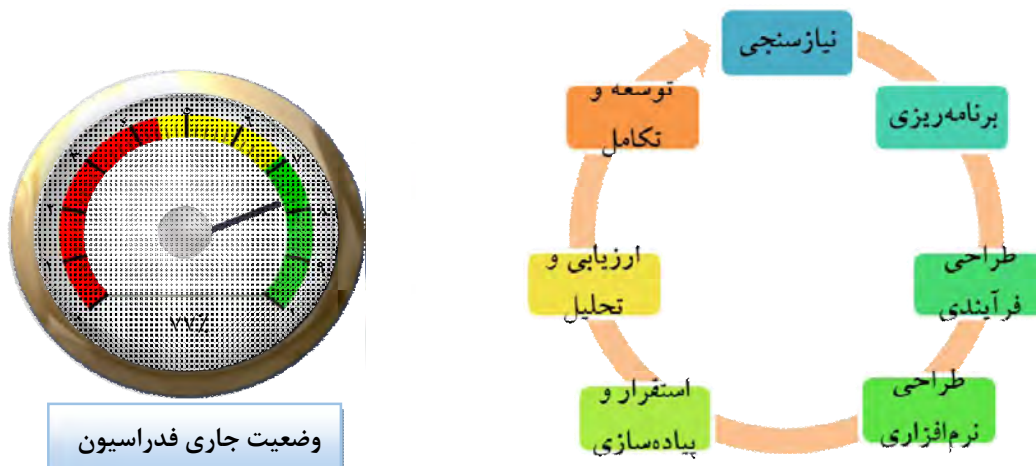 نیازسنجی
برنامه‌ریزی
طراحی
فرآیندی
طراحی
نرم‌افزاری
استقرار و
پیاده‌سازی
ارزیابی و
تحلیل
توسعه و
تکامل
۷۷٪
وضعیت جاری فدراسیون